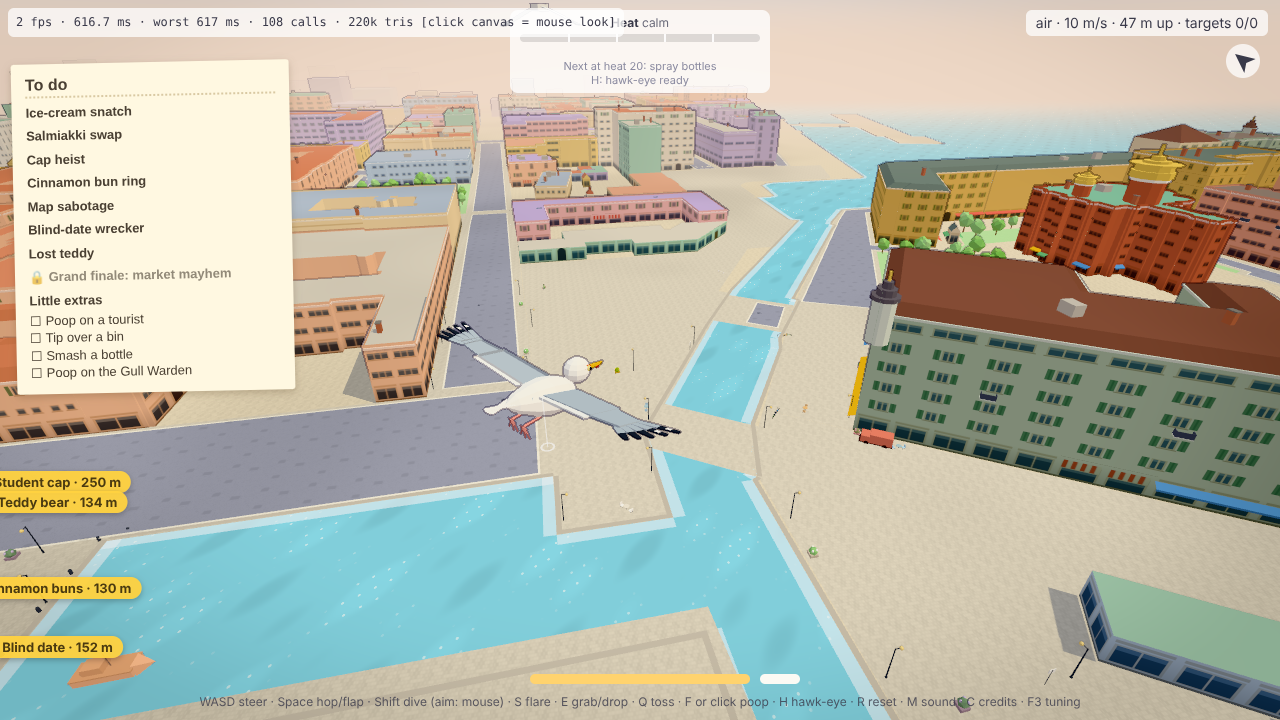 2 fps · 616.7 ms · worst 617 ms · 108 calls · 220k tris [click canvas = mouse look]
eat calm
Next at heat 20: spray bottles
H: hawk-eye ready
air · 10 m/s · 47 m up · targets 0/0
To do
Ice-cream snatch
Salmiakki swap
Cap heist
Cinnamon bun ring
Map sabotage
Blind-date wrecker
Lost teddy
🔒 Grand finale: market mayhem
Little extras
☐ Poop on a tourist
☐ Tip over a bin
☐ Smash a bottle
☐ Poop on the Gull Warden
Student cap · 250 m
Teddy bear · 134 m
nnamon buns · 130 m
Blind date · 152 m
WASD steer · Space hop/flap · Shift dive (aim: mouse) · S flare · E grab/drop · Q toss · F or click poop · H hawk-eye · R reset · M sound · C credits · F3 tuning